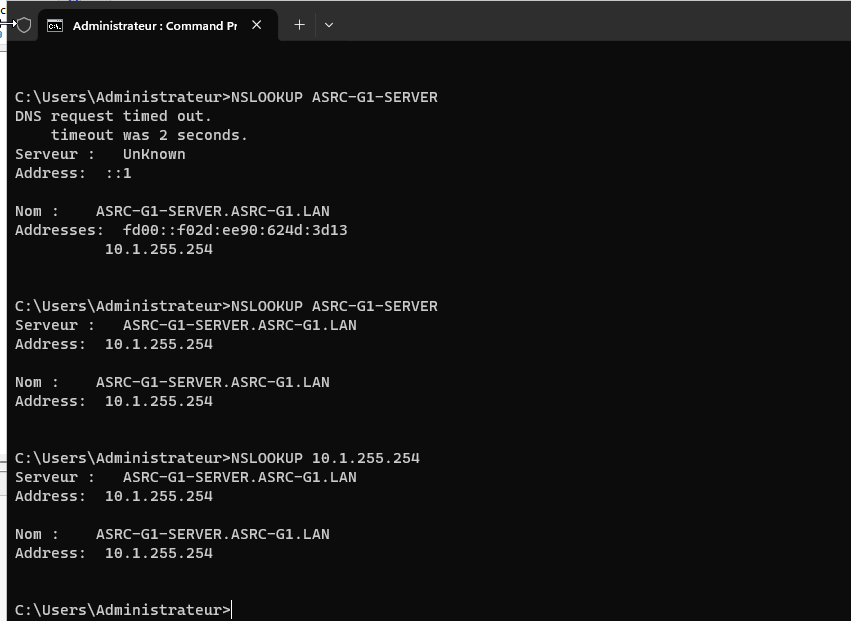 Administrateur : Command Pr
C:\Users\Administrateur>NSLOOKUP ASRC-G1-SERVER
DNS request timed out.
    timeout was 2 seconds.
Serveur :   UnKnown
Address:  ::1
Nom :    ASRC-G1-SERVER.ASRC-G1.LAN
Addresses:  fd00::f02d:ee90:624d:3d13
          10.1.255.254
C:\Users\Administrateur>NSLOOKUP ASRC-G1-SERVER
Serveur :   ASRC-G1-SERVER.ASRC-G1.LAN
Address:  10.1.255.254
Nom :    ASRC-G1-SERVER.ASRC-G1.LAN
Address:  10.1.255.254
C:\Users\Administrateur>NSLOOKUP 10.1.255.254
Serveur :   ASRC-G1-SERVER.ASRC-G1.LAN
Address:  10.1.255.254
Nom :    ASRC-G1-SERVER.ASRC-G1.LAN
Address:  10.1.255.254
C:\Users\Administrateur>